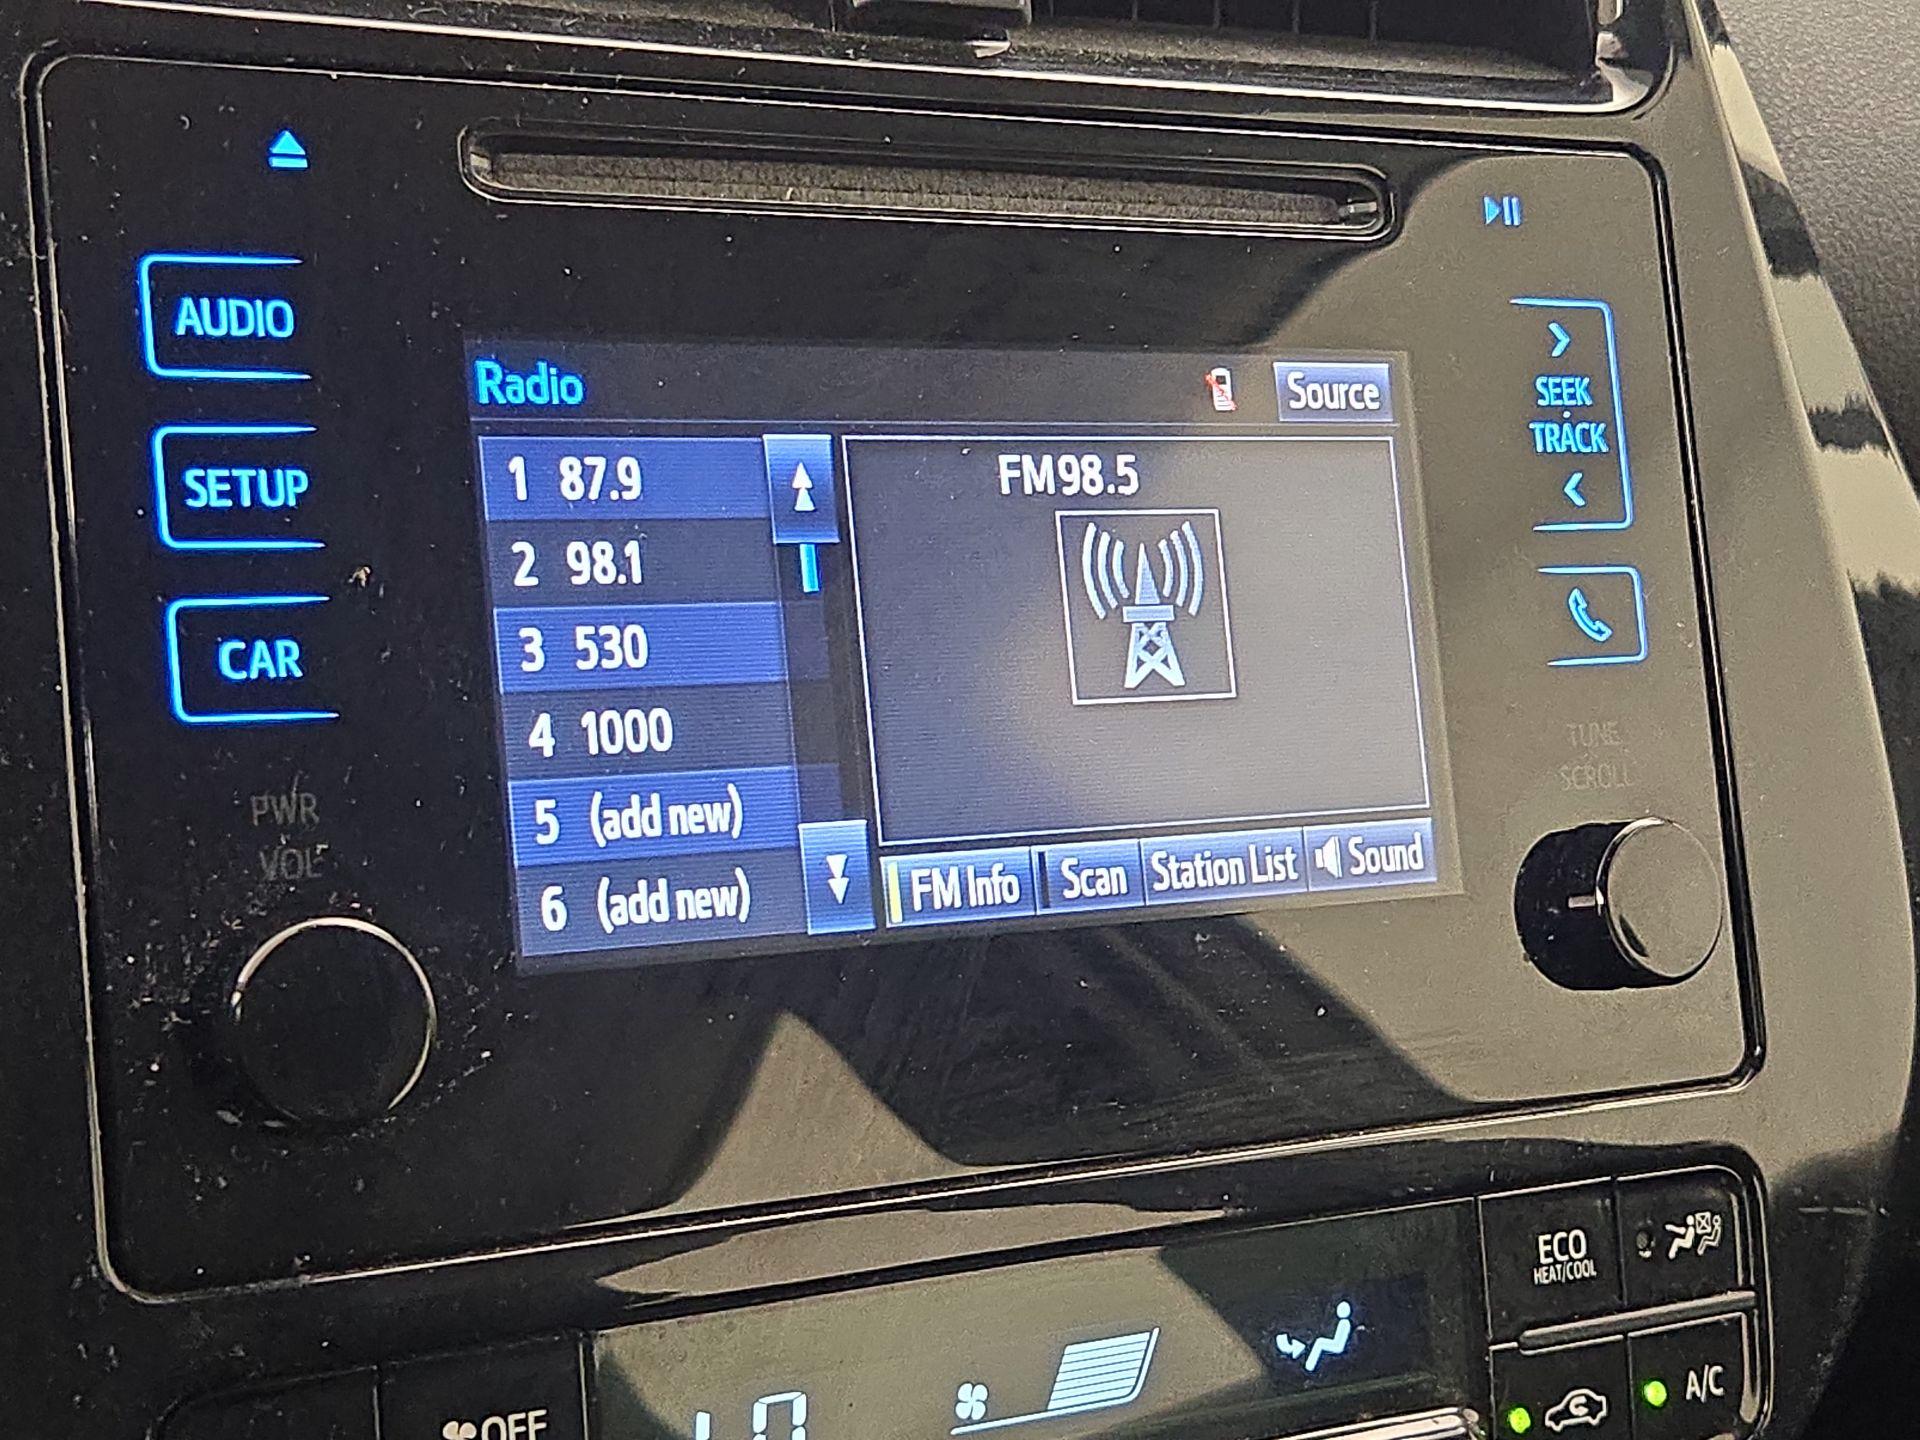 AUDIO
SETUP
CAR
PWR
VOL
Radio
Source
1 87.9
2 98.1
3 530
4 1000
5 (add new)
6 (add new)
FM98.5
FM Info
Scan
Station List
Sound
SEEK
TRACK
TUNE
SCROLL
ECO
HEAT/COOL
OFF
LO
A/C